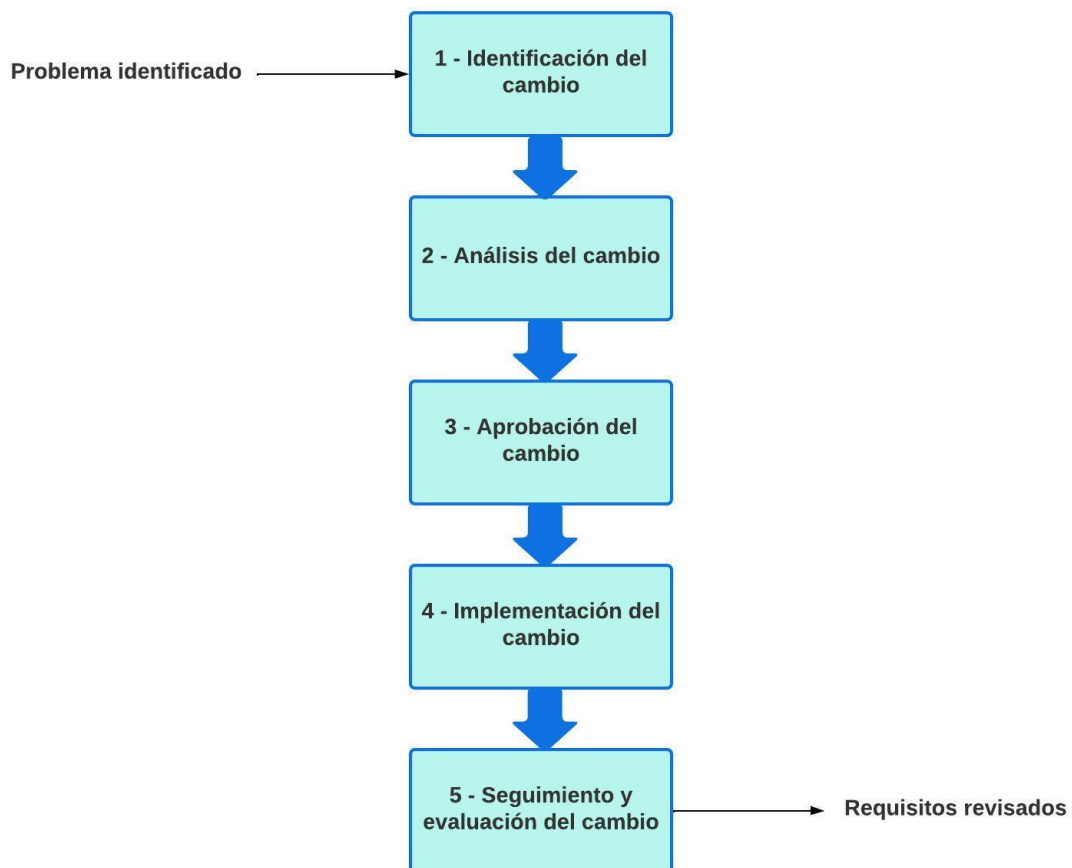 Problema identificado
1 - Identificación del
cambio
2 - Análisis del cambio
3 - Aprobación del
cambio
4 - Implementación del
cambio
5 - Seguimiento y
evaluación del cambio
Requisitos revisados